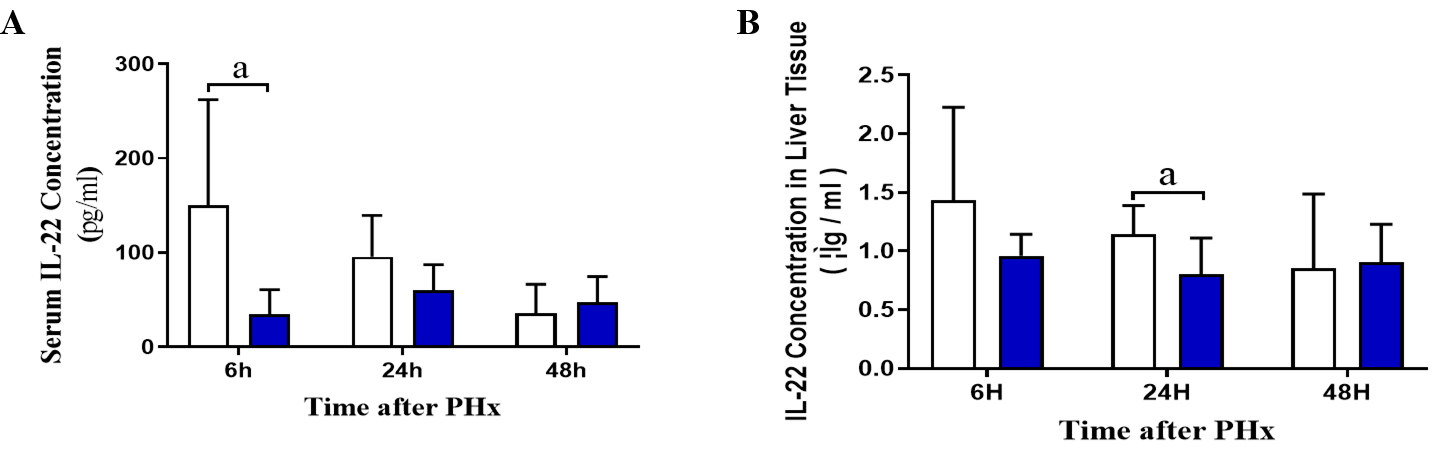 A
Serum IL-22 Concentration
(pg/ml)
300
200
100
0
a
6h
24h
48h
Time after PHx
B
IL-22 Concentration in Liver Tissue
( ¦Ìg / ml )
2.5
2.0
1.5
1.0
0.5
0.0
a
6H
24H
48H
Time after PHx